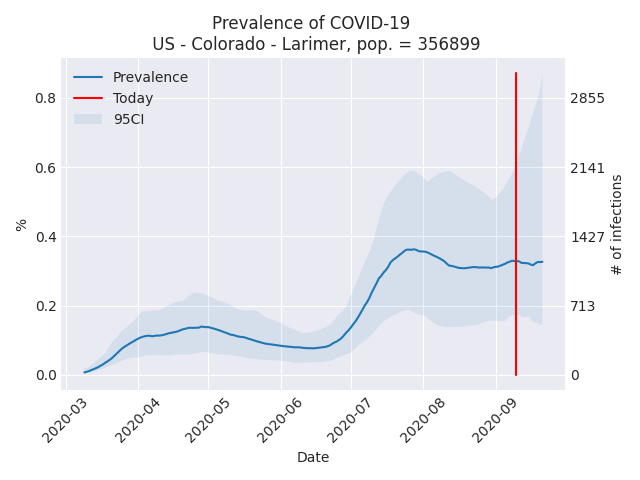 Prevalence of COVID-19
US - Colorado - Larimer, pop. = 356899
Prevalence
Today
95CI
%
0.8
0.6
0.4
0.2
0.0
2855
2141
1427
713
0
# of infections
2020-03
2020-04
2020-05
2020-06
2020-07
2020-08
2020-09
Date